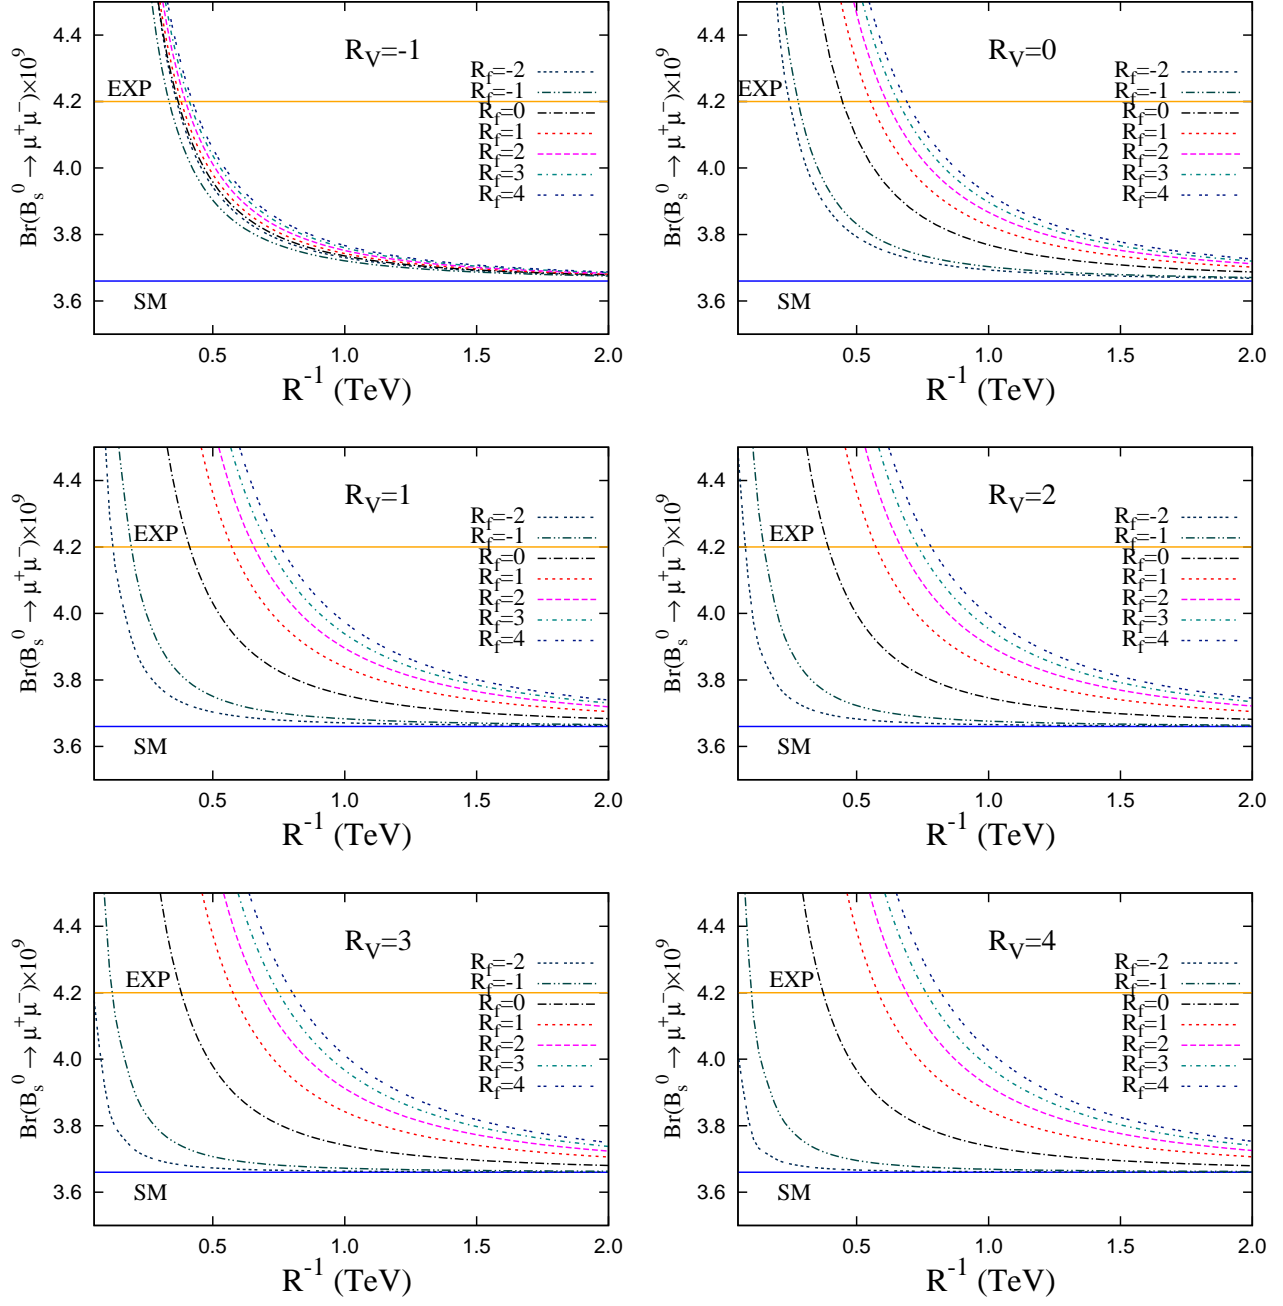 Br(B_s^0 → μ^+μ^-)×10^9
4.4
4.2
4.0
3.8
3.6
R_V=-1
EXP
SM
R_f=-2
R_f=-1
R_f=0
R_f=1
R_f=2
R_f=3
R_f=4
0.5 1.0 1.5 2.0
R^-1 (TeV)
Br(B_s^0 → μ^+μ^-)×10^9
4.4
4.2
4.0
3.8
3.6
R_V=0
EXP
SM
R_f=-2
R_f=-1
R_f=0
R_f=1
R_f=2
R_f=3
R_f=4
0.5 1.0 1.5 2.0
R^-1 (TeV)
Br(B_s^0 → μ^+μ^-)×10^9
4.4
4.2
4.0
3.8
3.6
R_V=1
EXP
SM
R_f=-2
R_f=-1
R_f=0
R_f=1
R_f=2
R_f=3
R_f=4
0.5 1.0 1.5 2.0
R^-1 (TeV)
Br(B_s^0 → μ^+μ^-)×10^9
4.4
4.2
4.0
3.8
3.6
R_V=2
EXP
SM
R_f=-2
R_f=-1
R_f=0
R_f=1
R_f=2
R_f=3
R_f=4
0.5 1.0 1.5 2.0
R^-1 (TeV)
Br(B_s^0 → μ^+μ^-)×10^9
4.4
4.2
4.0
3.8
3.6
R_V=3
EXP
SM
R_f=-2
R_f=-1
R_f=0
R_f=1
R_f=2
R_f=3
R_f=4
0.5 1.0 1.5 2.0
R^-1 (TeV)
Br(B_s^0 → μ^+μ^-)×10^9
4.4
4.2
4.0
3.8
3.6
R_V=4
EXP
SM
R_f=-2
R_f=-1
R_f=0
R_f=1
R_f=2
R_f=3
R_f=4
0.5 1.0 1.5 2.0
R^-1 (TeV)